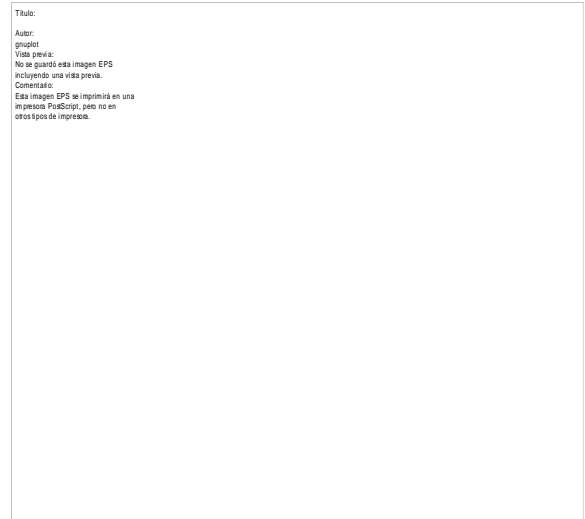 Título:
Autor:
gnuplot
Vista previa:
No se guardó esta imagen EPS
incluyendo una vista previa.
Comentario:
Esta imagen EPS se imprimirá en una
impresora PostScript, pero no en
otros tipos de impresora.